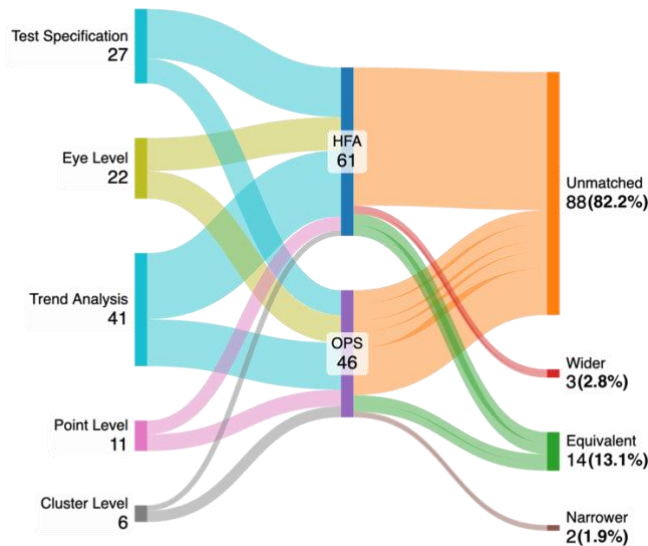 Test Specification
27
Eye Level
22
Trend Analysis
41
Point Level
11
Cluster Level
6
HFA
61
OPS
46
Unmatched
88(82.2%)
Wider
3(2.8%)
Equivalent
14(13.1%)
Narrower
2(1.9%)